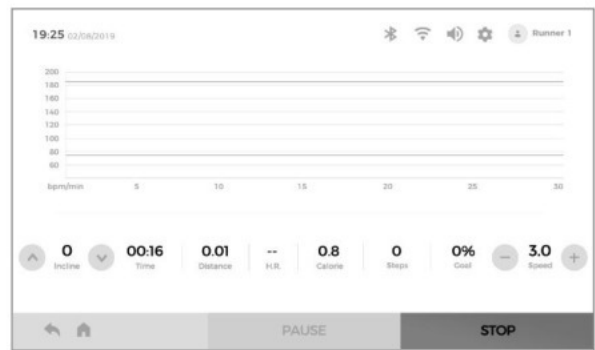 19:25 02/08/2019 Runner 1
200
180
160
140
120
100
80
60
bpm/min 5 10 15 20 25 30
0 00:16 0.01 -- 0.8 0 0% 3.0
Incline Time Distance H.R. Calorie Steps Goal Speed
PAUSE STOP